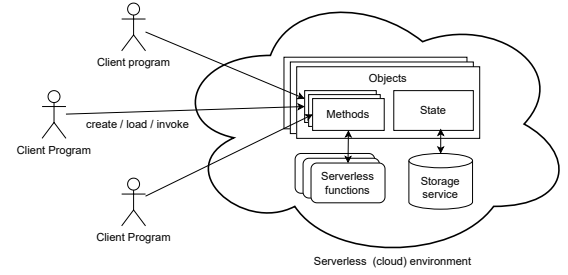 Client program
Objects
Methods
State
create / load / invoke
Client Program
Serverless
functions
Storage
service
Client Program
Serverless (cloud) environment